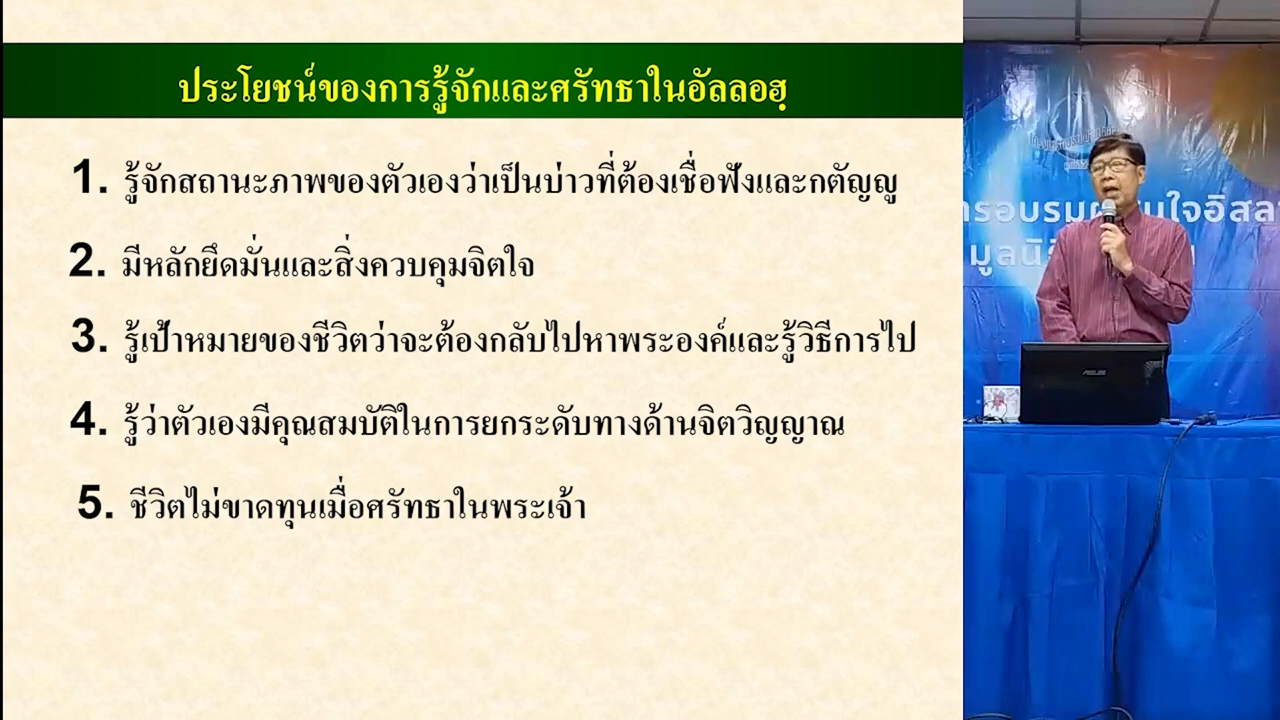 ประโยชน์ของการรู้จักและศรัทธาในอัลลอฮฺ
1. รู้จักสถานะภาพของตัวเองว่าเป็นบ่าวที่ต้องเชื่อฟังและกตัญญู
2. มีหลักยึดมั่นและสิ่งควบคุมจิตใจ
3. รู้เป้าหมายของชีวิตว่าจะต้องกลับไปหาพระองค์และรู้วิธีการไป
4. รู้ว่าตัวเองมีคุณสมบัติในการยกระดับทางด้านจิตวิญญาณ
5. ชีวิตไม่ขาดทุนเมื่อศรัทธาในพระเจ้า
ASUS